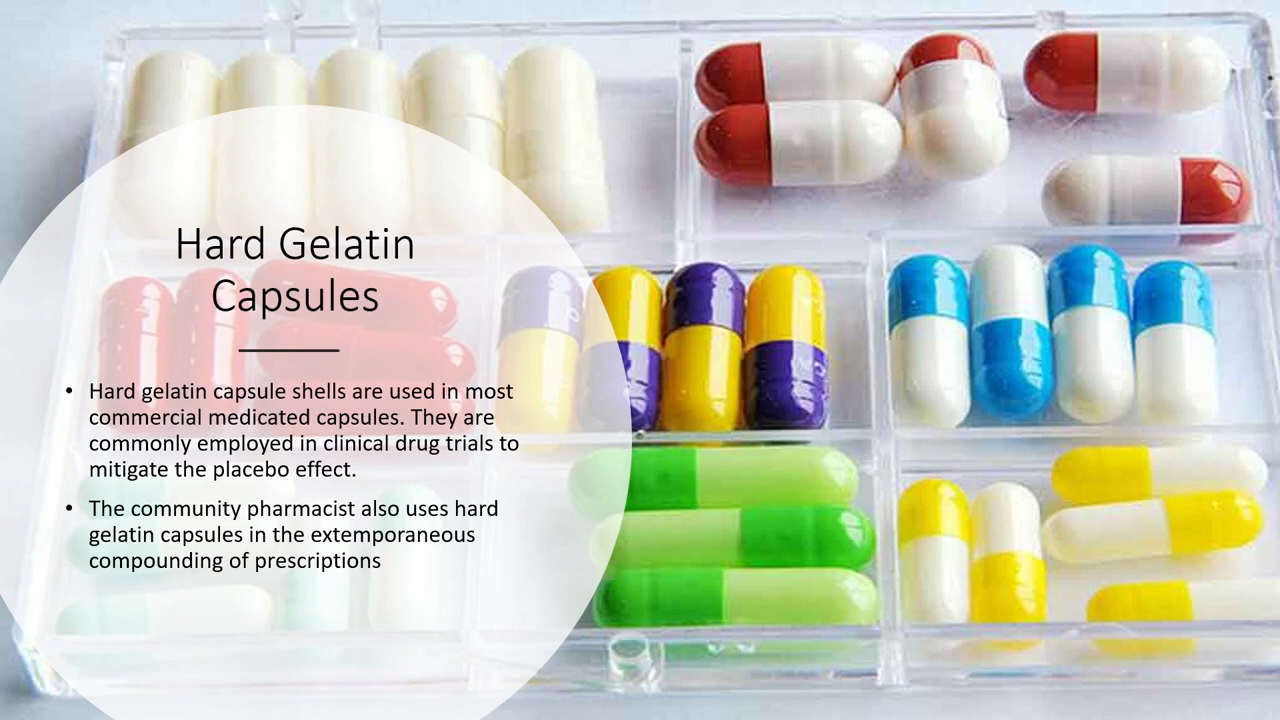 Hard Gelatin
Capsules
• Hard gelatin capsule shells are used in most
commercial medicated capsules. They are
commonly employed in clinical drug trials to
mitigate the placebo effect.
• The community pharmacist also uses hard
gelatin capsules in the extemporaneous
compounding of prescriptions